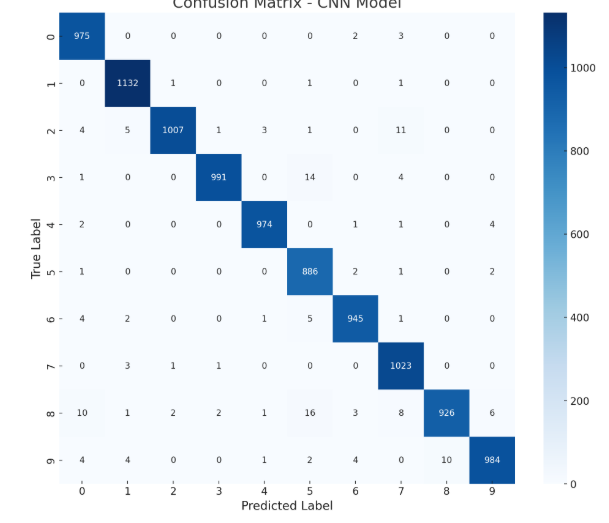 Confusion Matrix - CNN Model
0 975 0 0 0 0 0 2 3 0 0
1 0 1132 1 0 0 1 0 1 0 0
2 4 5 1007 1 3 1 0 11 0 0
3 1 0 0 991 0 14 0 4 0 0
4 2 0 0 0 974 0 1 1 0 4
5 1 0 0 0 0 886 2 1 0 2
6 4 2 0 0 1 5 945 1 0 0
7 0 3 1 1 0 0 0 1023 0 0
8 10 1 2 2 1 16 3 8 926 6
9 4 4 0 0 1 2 4 0 10 984
0 1 2 3 4 5 6 7 8 9
Predicted Label
True Label
1000
800
600
400
200
0